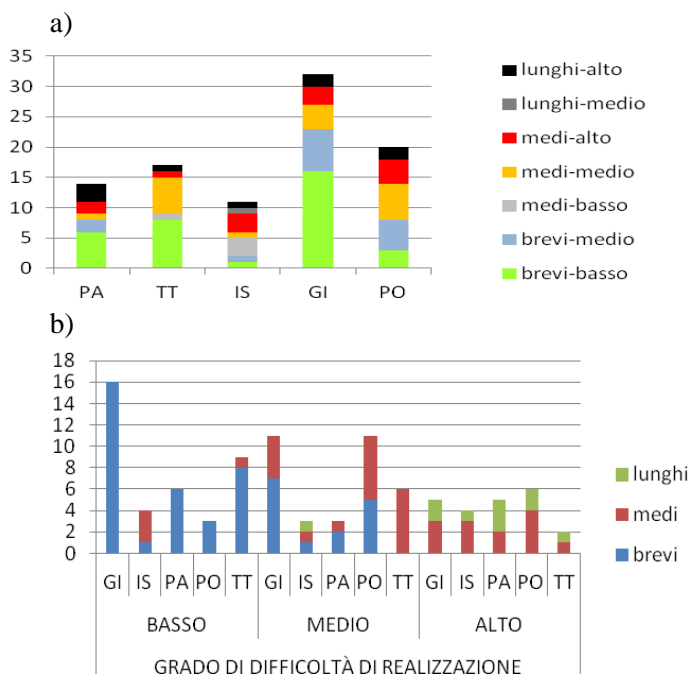 a)
35
30
25
20
15
10
5
0
PA TT IS GI PO
lunghi-alto
lunghi-medio
medi-alto
medi-medio
medi-basso
brevi-medio
brevi-basso
b)
18
16
14
12
10
8
6
4
2
0
GI IS PA PO TT GI IS PA PO TT GI IS PA PO TT
BASSO MEDIO ALTO
GRADO DI DIFFICOLTÀ DI REALIZZAZIONE
lunghi
medi
brevi